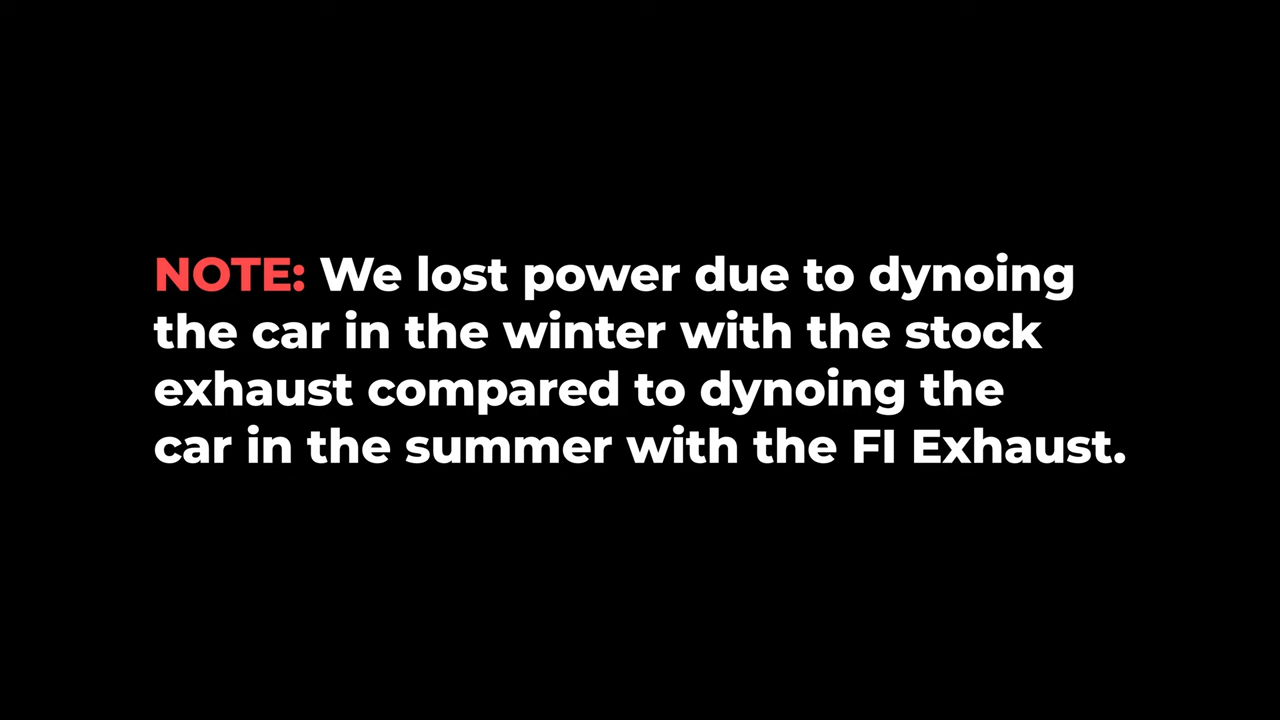 NOTE: We lost power due to dynoing
the car in the winter with the stock
exhaust compared to dynoing the
car in the summer with the FI Exhaust.